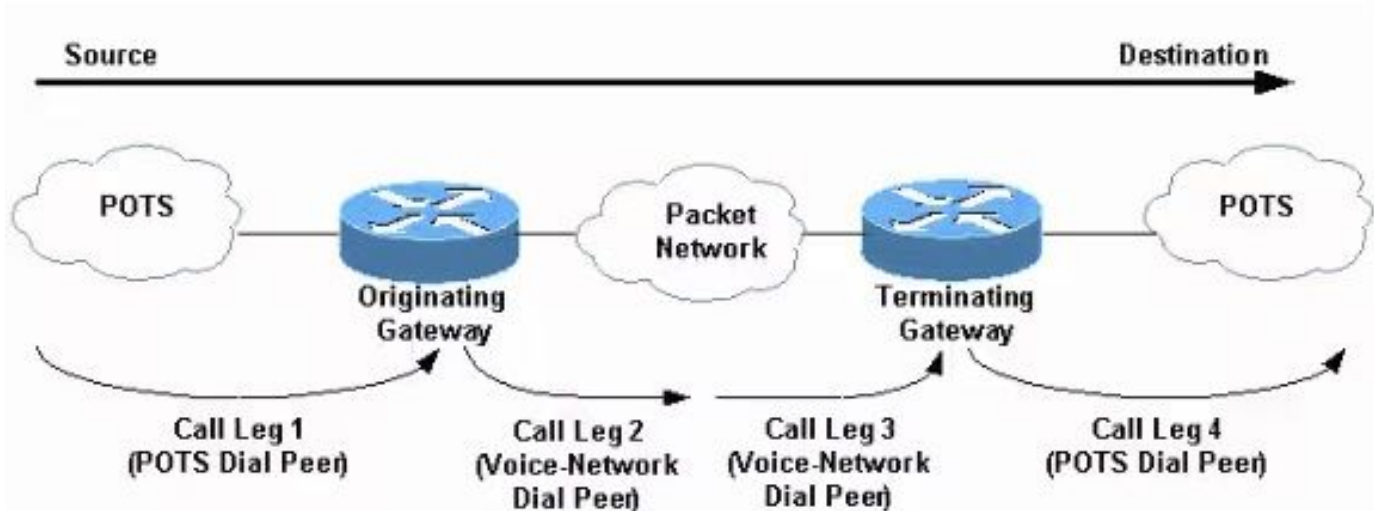 Source
Destination
POTS
Packet
Network
POTS
Originating
Gateway
Terminating
Gateway
Call Leg 1
(POTS Dial Peer)
Call Leg 2
(Voice-Network
Dial Peer)
Call Leg 3
(Voice-Network
Dial Peer)
Call Leg 4
(POTS Dial Peer)